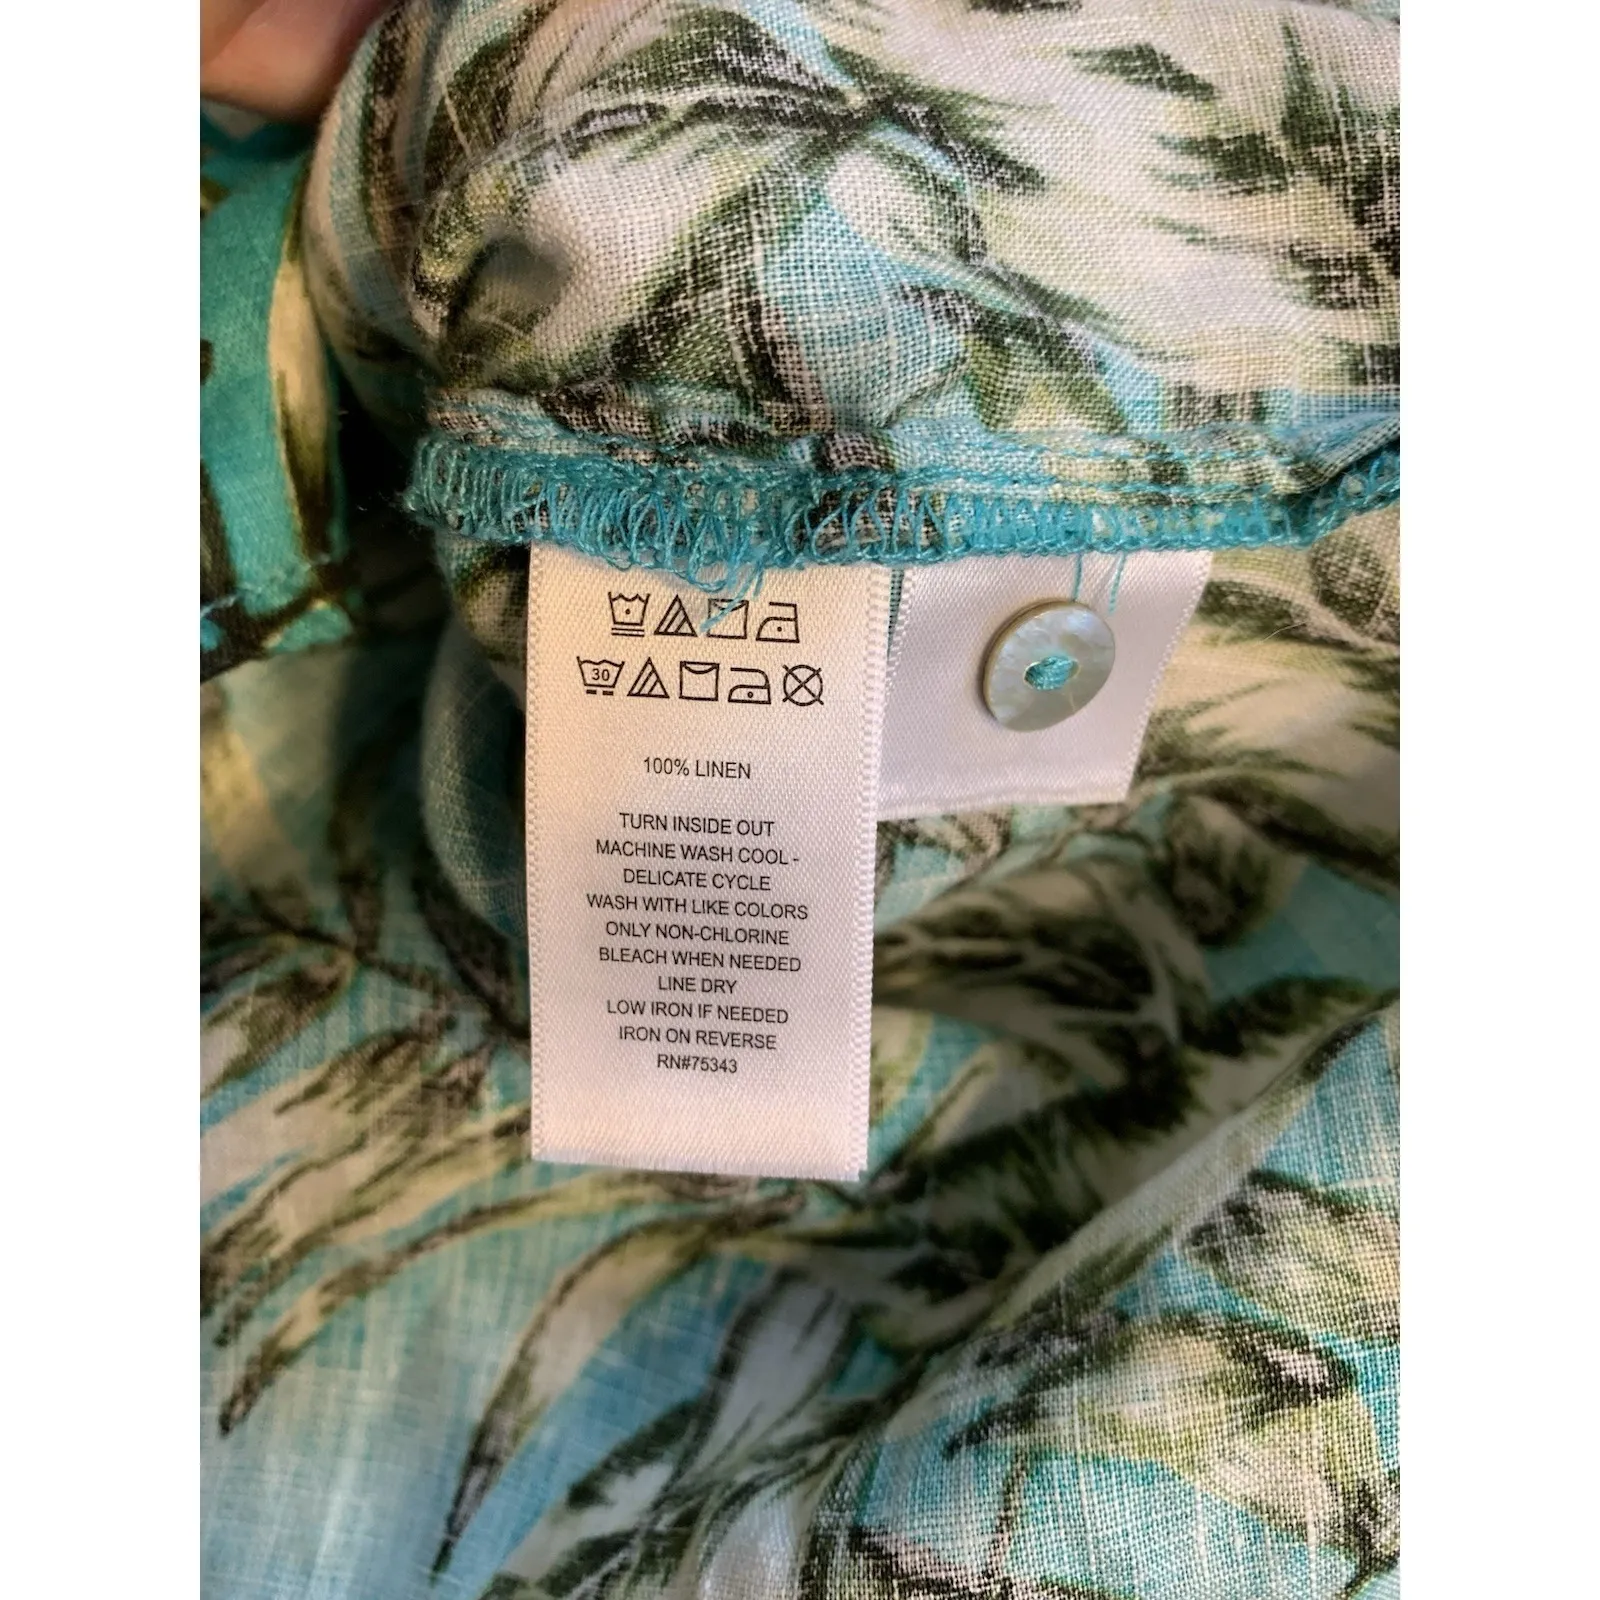 30
100% LINEN
TURN INSIDE OUT
MACHINE WASH COOL -
DELICATE CYCLE
WASH WITH LIKE COLORS
ONLY NON-CHLORINE
BLEACH WHEN NEEDED
LINE DRY
LOW IRON IF NEEDED
IRON ON REVERSE
RN#75343